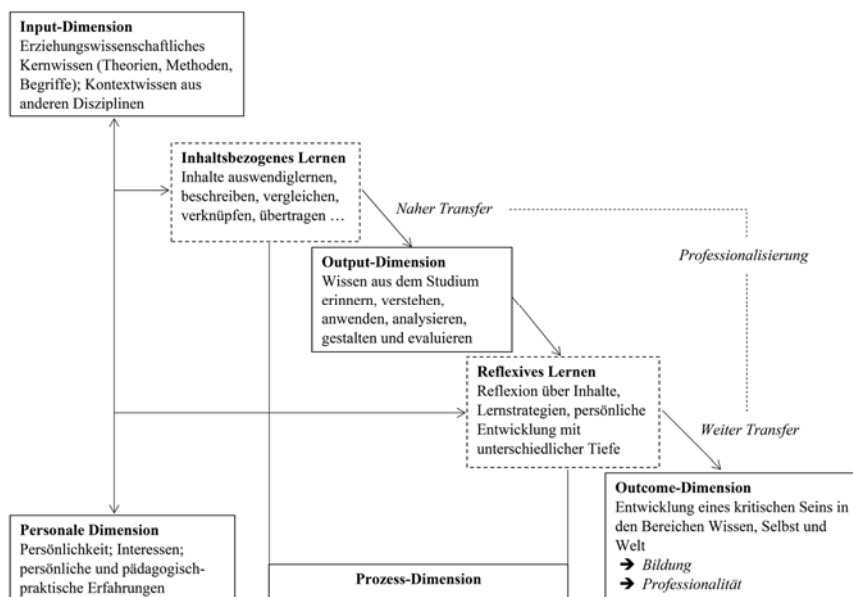 Input-Dimension
Erziehungswissenschaftliches
Kernwissen (Theorien, Methoden,
Begriffe); Kontextwissen aus
anderen Disziplinen
Inhaltsbezogenes Lernen
Inhalte auswendiglernen,
beschreiben, vergleichen,
verknüpfen, übertragen …
Naher Transfer
Professionalisierung
Output-Dimension
Wissen aus dem Studium
erinnern, verstehen,
anwenden, analysieren,
gestalten und evaluieren
Reflexives Lernen
Reflexion über Inhalte,
Lernstrategien, persönliche
Entwicklung mit
unterschiedlicher Tiefe
Weiter Transfer
Outcome-Dimension
Entwicklung eines kritischen Seins in
den Bereichen Wissen, Selbst und
Welt
➔ Bildung
➔ Professionalität
Personale Dimension
Persönlichkeit; Interessen;
persönliche und pädagogisch-
praktische Erfahrungen
Prozess-Dimension